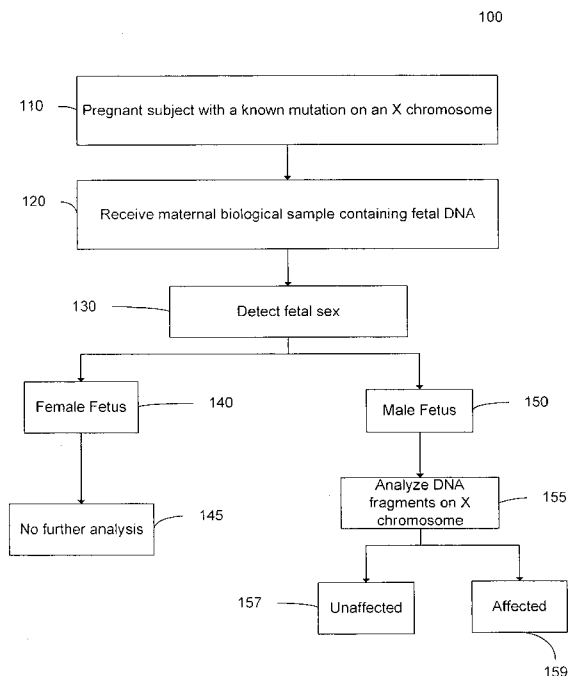 100
110
Pregnant subject with a known mutation on an X chromosome
120
Receive maternal biological sample containing fetal DNA
130
Detect fetal sex
Female Fetus
140
Male Fetus
150
Analyze DNA
fragments on X
chromosome
155
No further analysis
145
157
Unaffected
Affected
159